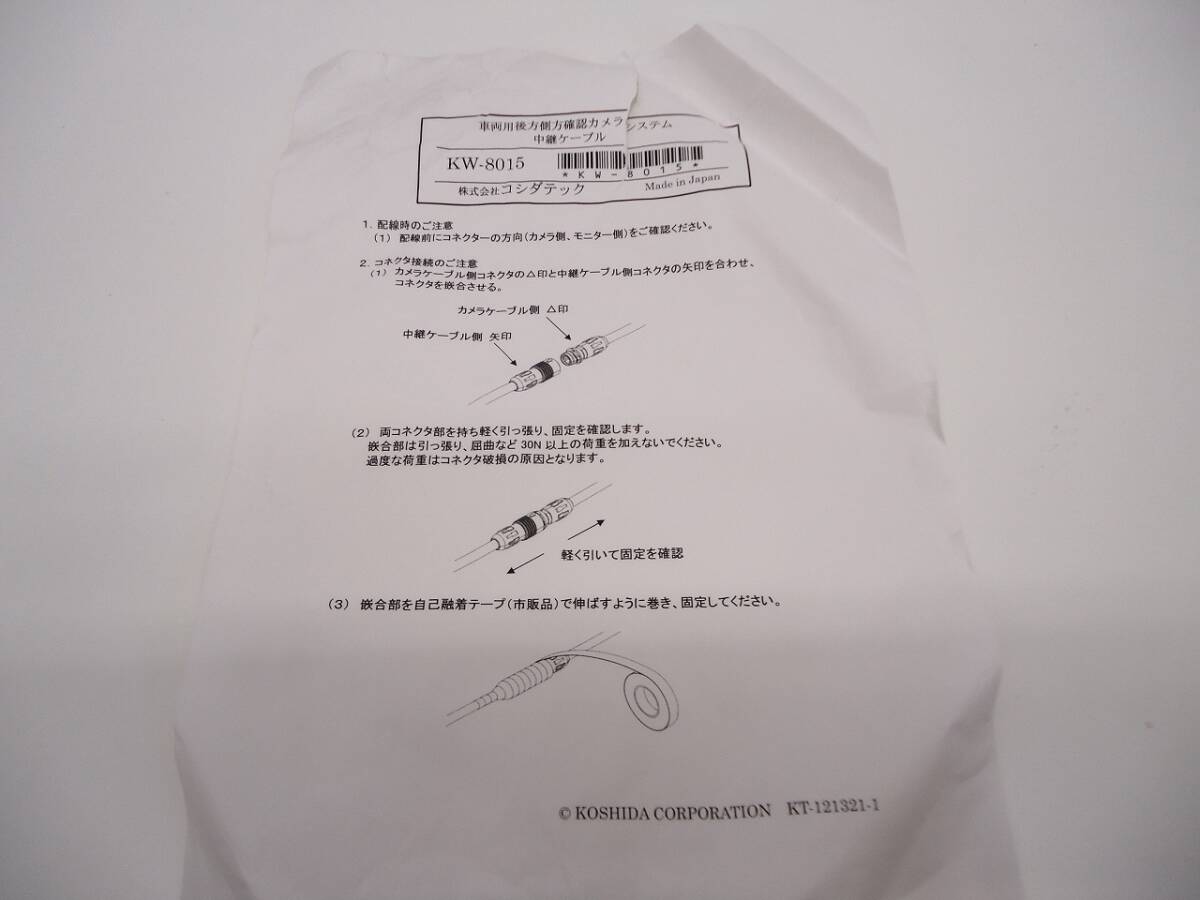 車両用後方側方確認カメラシステム
中継ケーブル
KW-8015
*KW-8015*
株式会社コシダテック Made in Japan
1. 配線時のご注意
(1) 配線前にコネクターの方向(カメラ側、モニター側)をご確認ください。
2. コネクタ接続のご注意
(1) カメラケーブル側コネクタの△印と中継ケーブル側コネクタの矢印を合わせ、
コネクタを嵌合させる。
カメラケーブル側 △印
中継ケーブル側 矢印
(2) 両コネクタ部を持ち軽く引っ張り、固定を確認します。
嵌合部は引っ張り、屈曲など30N以上の荷重を加えないでください。
過度な荷重はコネクタ破損の原因となります。
軽く引いて固定を確認
(3) 嵌合部を自己融着テープ(市販品)で伸ばすように巻き、固定してください。
© KOSHIDA CORPORATION KT-121321-1